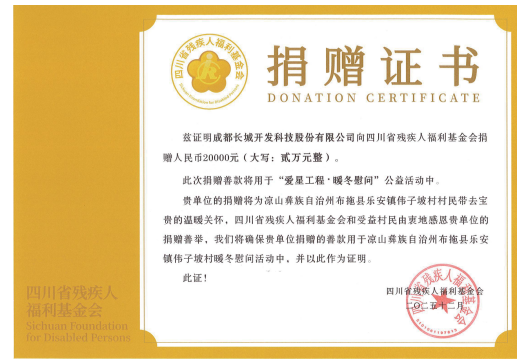 四川省残疾人福利基金会
捐赠证书
DONATION CERTIFICATE
兹证明成都长城开发科技股份有限公司向四川省残疾人福利基金会捐
赠人民币20000元（大写：贰万元整）。
此次捐赠善款将用于“爱星工程·暖冬慰问”公益活动中。
贵单位的捐赠将为凉山彝族自治州布拖县乐安镇伟子坡村村民带去宝
贵的温暖关怀，四川省残疾人福利基金会和受益村民由衷地感恩贵单位的
捐赠善举，我们将确保贵单位捐赠的善款用于凉山彝族自治州布拖县乐安
镇伟子坡村暖冬慰问活动中，并以此作为证明。
此证！
四川省残疾人福利基金会
二〇二五年十二月
四川省残疾人
福利基金会
Sichuan Foundation
for Disabled Persons